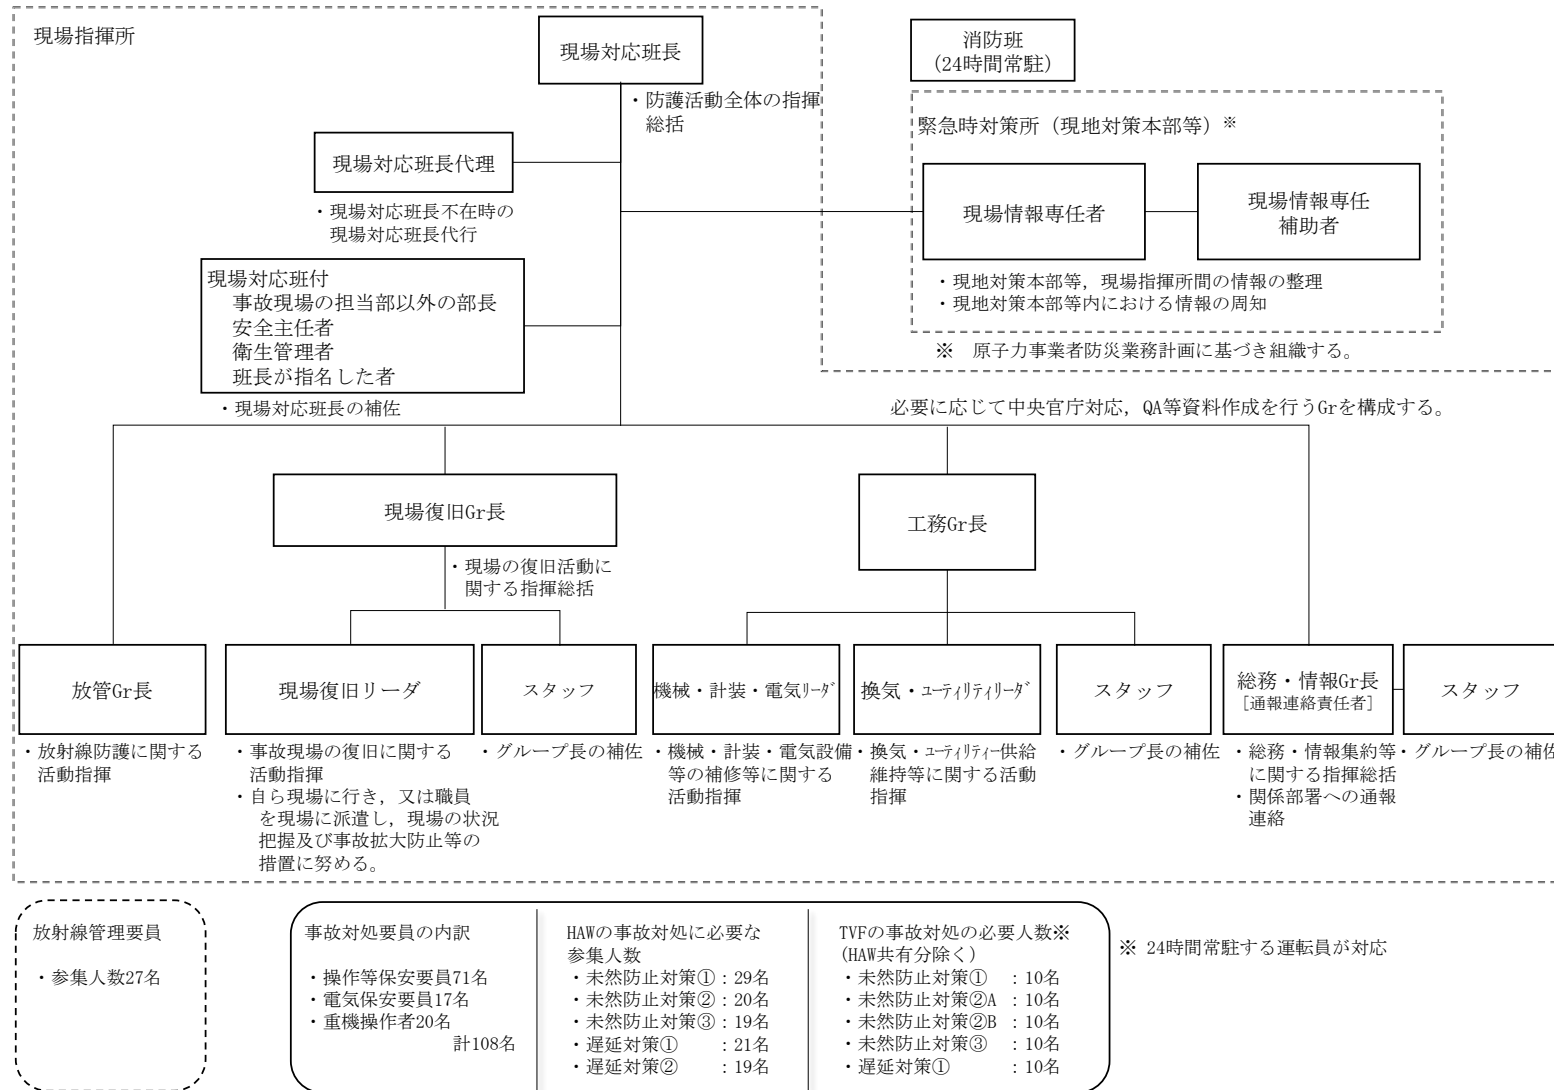 現場指揮所
現場対応班長
・防護活動全体の指揮
総括
消防班
(24時間常駐)
緊急時対策所（現地対策本部等）※
現場対応班長代理
・現場対応班長不在時の
現場対応班長代行
現場情報専任者
現場情報専任
補助者
・現地対策本部等，現場指揮所間の情報の整理
・現地対策本部等内における情報の周知
※　原子力事業者防災業務計画に基づき組織する。
現場対応班付
事故現場の担当部以外の部長
安全主任者
衛生管理者
班長が指名した者
・現場対応班長の補佐
必要に応じて中央官庁対応，QA等資料作成を行うGrを構成する。
現場復旧Gr長
・現場の復旧活動に
関する指揮総括
工務Gr長
放管Gr長
・放射線防護に関する
活動指揮
現場復旧リーダ
・事故現場の復旧に関する
活動指揮
・自ら現場に行き，又は職員
を現場に派遣し，現場の状況
把握及び事故拡大防止等の
措置に努める。
スタッフ
・グループ長の補佐
機械・計装・電気ﾘｰﾀﾞ
・機械・計装・電気設備
等の補修等に関する
活動指揮
換気・ﾕｰﾃｨﾘﾃｨﾘｰﾀﾞ
・換気・ﾕｰﾃｨﾘﾃｨｰ供給
維持等に関する活動
指揮
スタッフ
・グループ長の補佐
総務・情報Gr長
[通報連絡責任者]
・総務・情報集約等
に関する指揮総括
・関係部署への通報
連絡
スタッフ
・グループ長の補佐
放射線管理要員
・参集人数27名
事故対処要員の内訳
・操作等保安要員71名
・電気保安要員17名
・重機操作者20名
計108名
HAWの事故対処に必要な
参集人数
・未然防止対策①：29名
・未然防止対策②：20名
・未然防止対策③：19名
・遅延対策①　　：21名
・遅延対策②　　：19名
TVFの事故対処の必要人数※
(HAW共有分除く)
・未然防止対策①　：10名
・未然防止対策②A　：10名
・未然防止対策②B　：10名
・未然防止対策③　：10名
・遅延対策①　　　：10名
※ 24時間常駐する運転員が対応